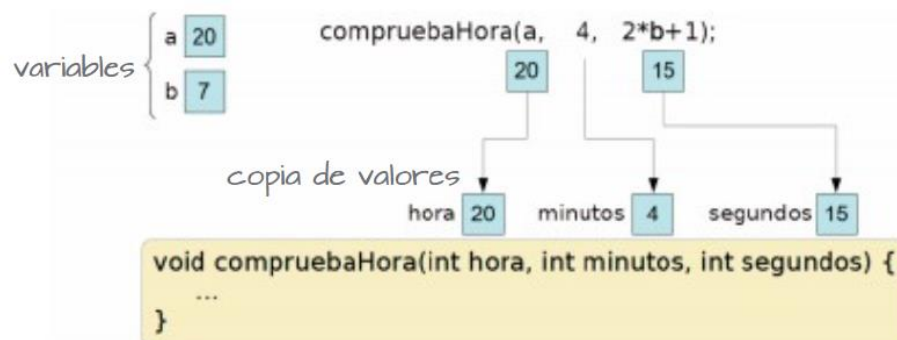 a 20 compruebaHora(a, 4, 2*b+1);
variables
20 15
b 7
copia de valores
hora 20 minutos 4 segundos 15
void compruebaHora(int hora, int minutos, int segundos) {
...
}